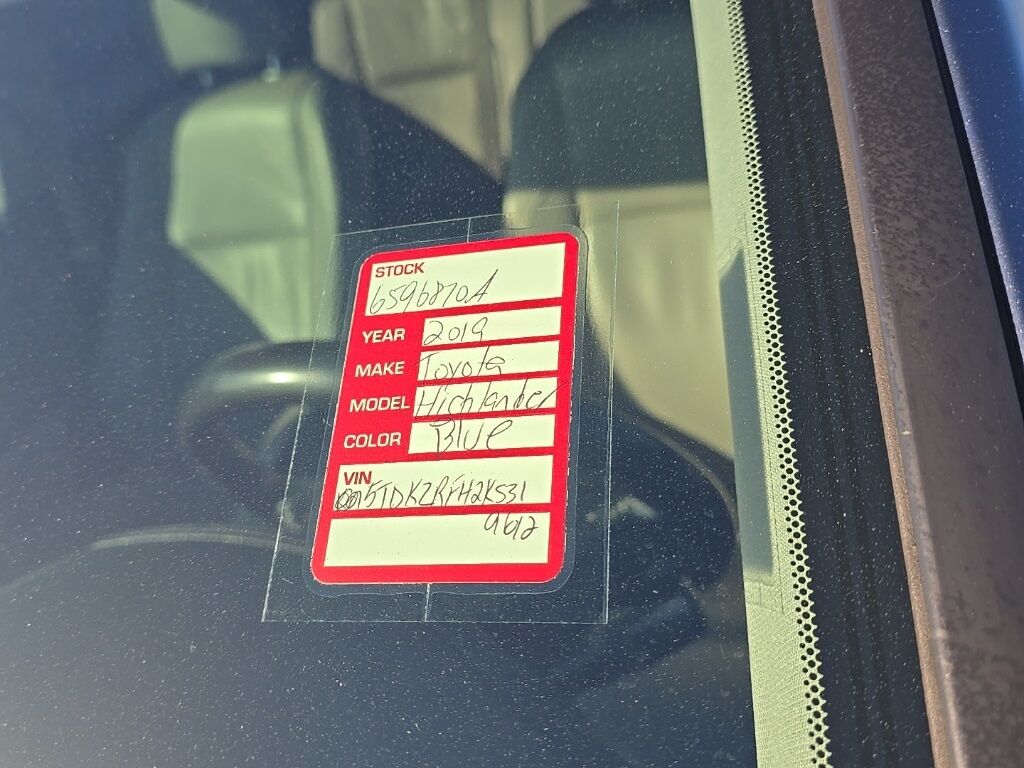 STOCK
6596870A
YEAR 2019
MAKE Toyota
MODEL Highlander
COLOR Blue
VIN
5TDKZRFH2KS31
9612